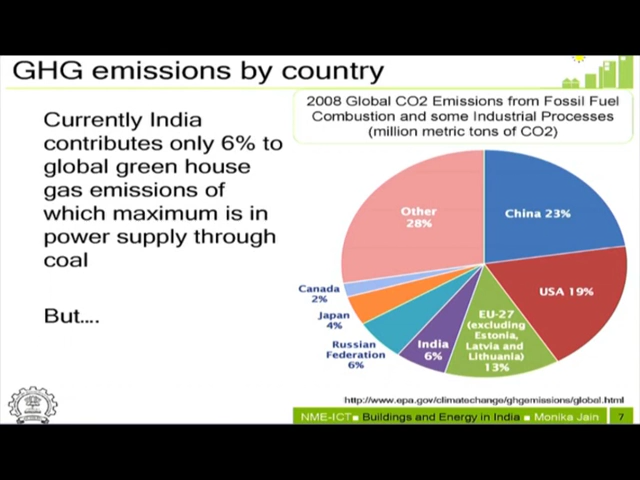 GHG emissions by country
Currently India
contributes only 6% to
global green house
gas emissions of
which maximum is in
power supply through
coal
But....
2008 Global CO2 Emissions from Fossil Fuel
Combustion and some Industrial Processes
(million metric tons of CO2)
Other
28%
China 23%
USA 19%
EU-27
(excluding
Estonia,
Latvia and
Lithuania)
13%
India
6%
Russian
Federation
6%
Japan
4%
Canada
2%
http://www.epa.gov/climatechange/ghgemissions/global.html
NME-ICT■ Buildings and Energy in India ■ Monika Jain 7